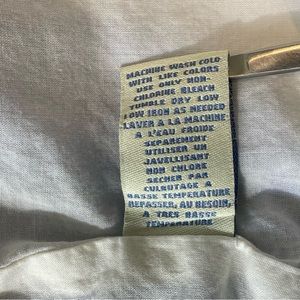 MACHINE WASH COLD
WITH LIKE COLORS
USE ONLY NON-
CHLORINE BLEACH
TUMBLE DRY LOW
LOW IRON AS NEEDED
LAVER A LA MACHINE
A L'EAU FROIDE
SEPAREMENT
UTILISER UN
JAVELLISANT
NON CHLORE
SECHER PAR
CULBUTAGE A
BASSE TEMPERATURE
REPASSER, AU BESOIN,
A TRES BASSE
TEMPERATURE